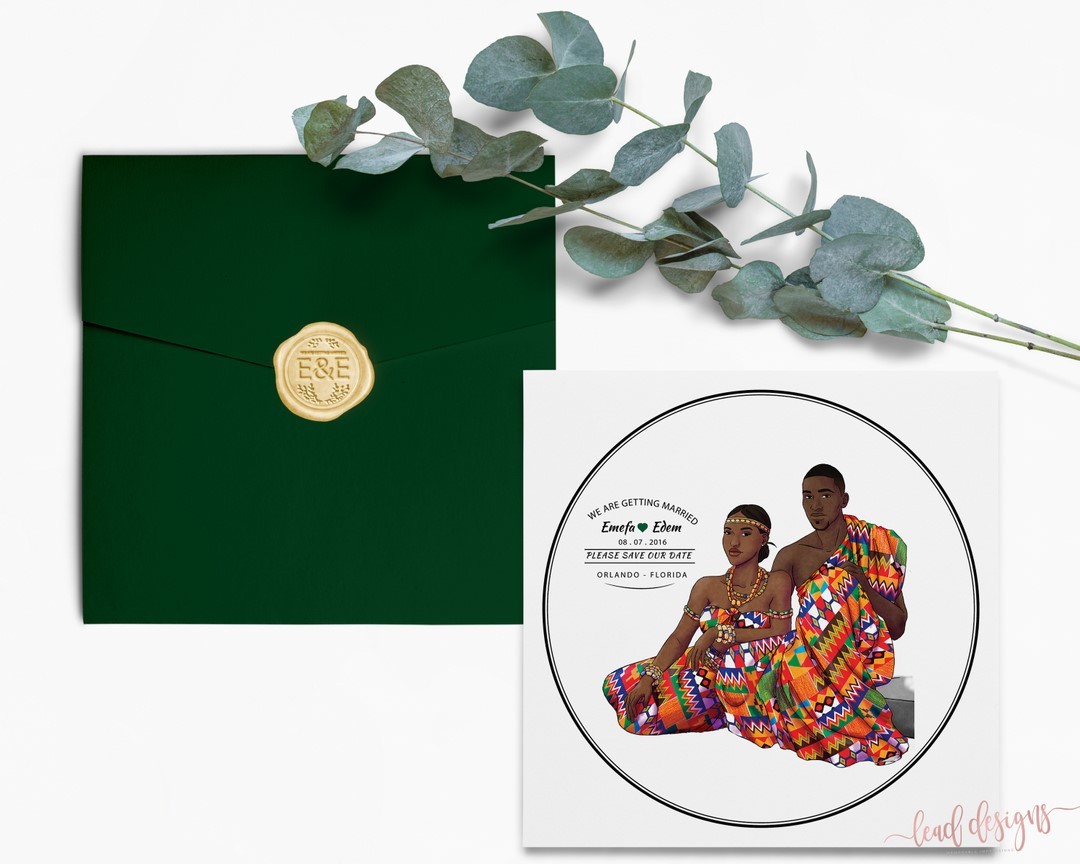 E&E
WE ARE GETTING MARRIED
Emefa Edem
08 . 07 . 2016
PLEASE SAVE OUR DATE
ORLANDO - FLORIDA
lead designs